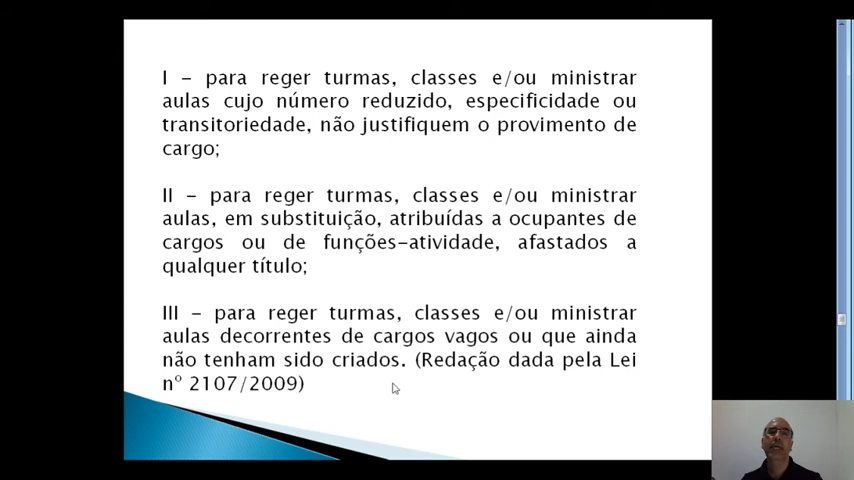 I – para reger turmas, classes e/ou ministrar
aulas cujo número reduzido, especificidade ou
transitoriedade, não justifiquem o provimento de
cargo;
II – para reger turmas, classes e/ou ministrar
aulas, em substituição, atribuídas a ocupantes de
cargos ou de funções-atividade, afastados a
qualquer título;
III – para reger turmas, classes e/ou ministrar
aulas decorrentes de cargos vagos ou que ainda
não tenham sido criados. (Redação dada pela Lei
nº 2107/2009)